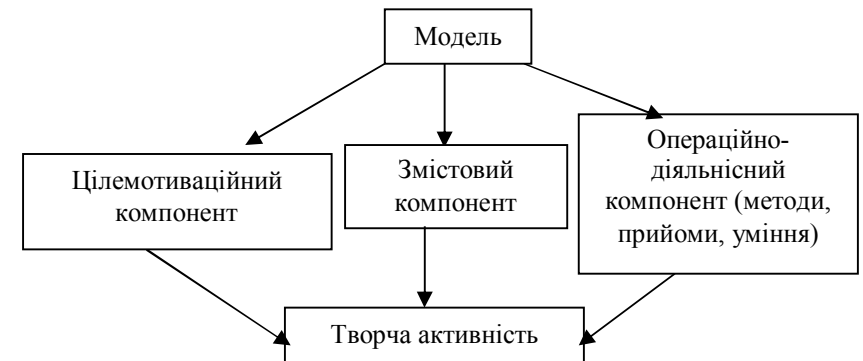 Модель
Цілемотиваційний
компонент
Змістовий
компонент
Операційно-
діяльнісний
компонент (методи,
прийоми, уміння)
Творча активність